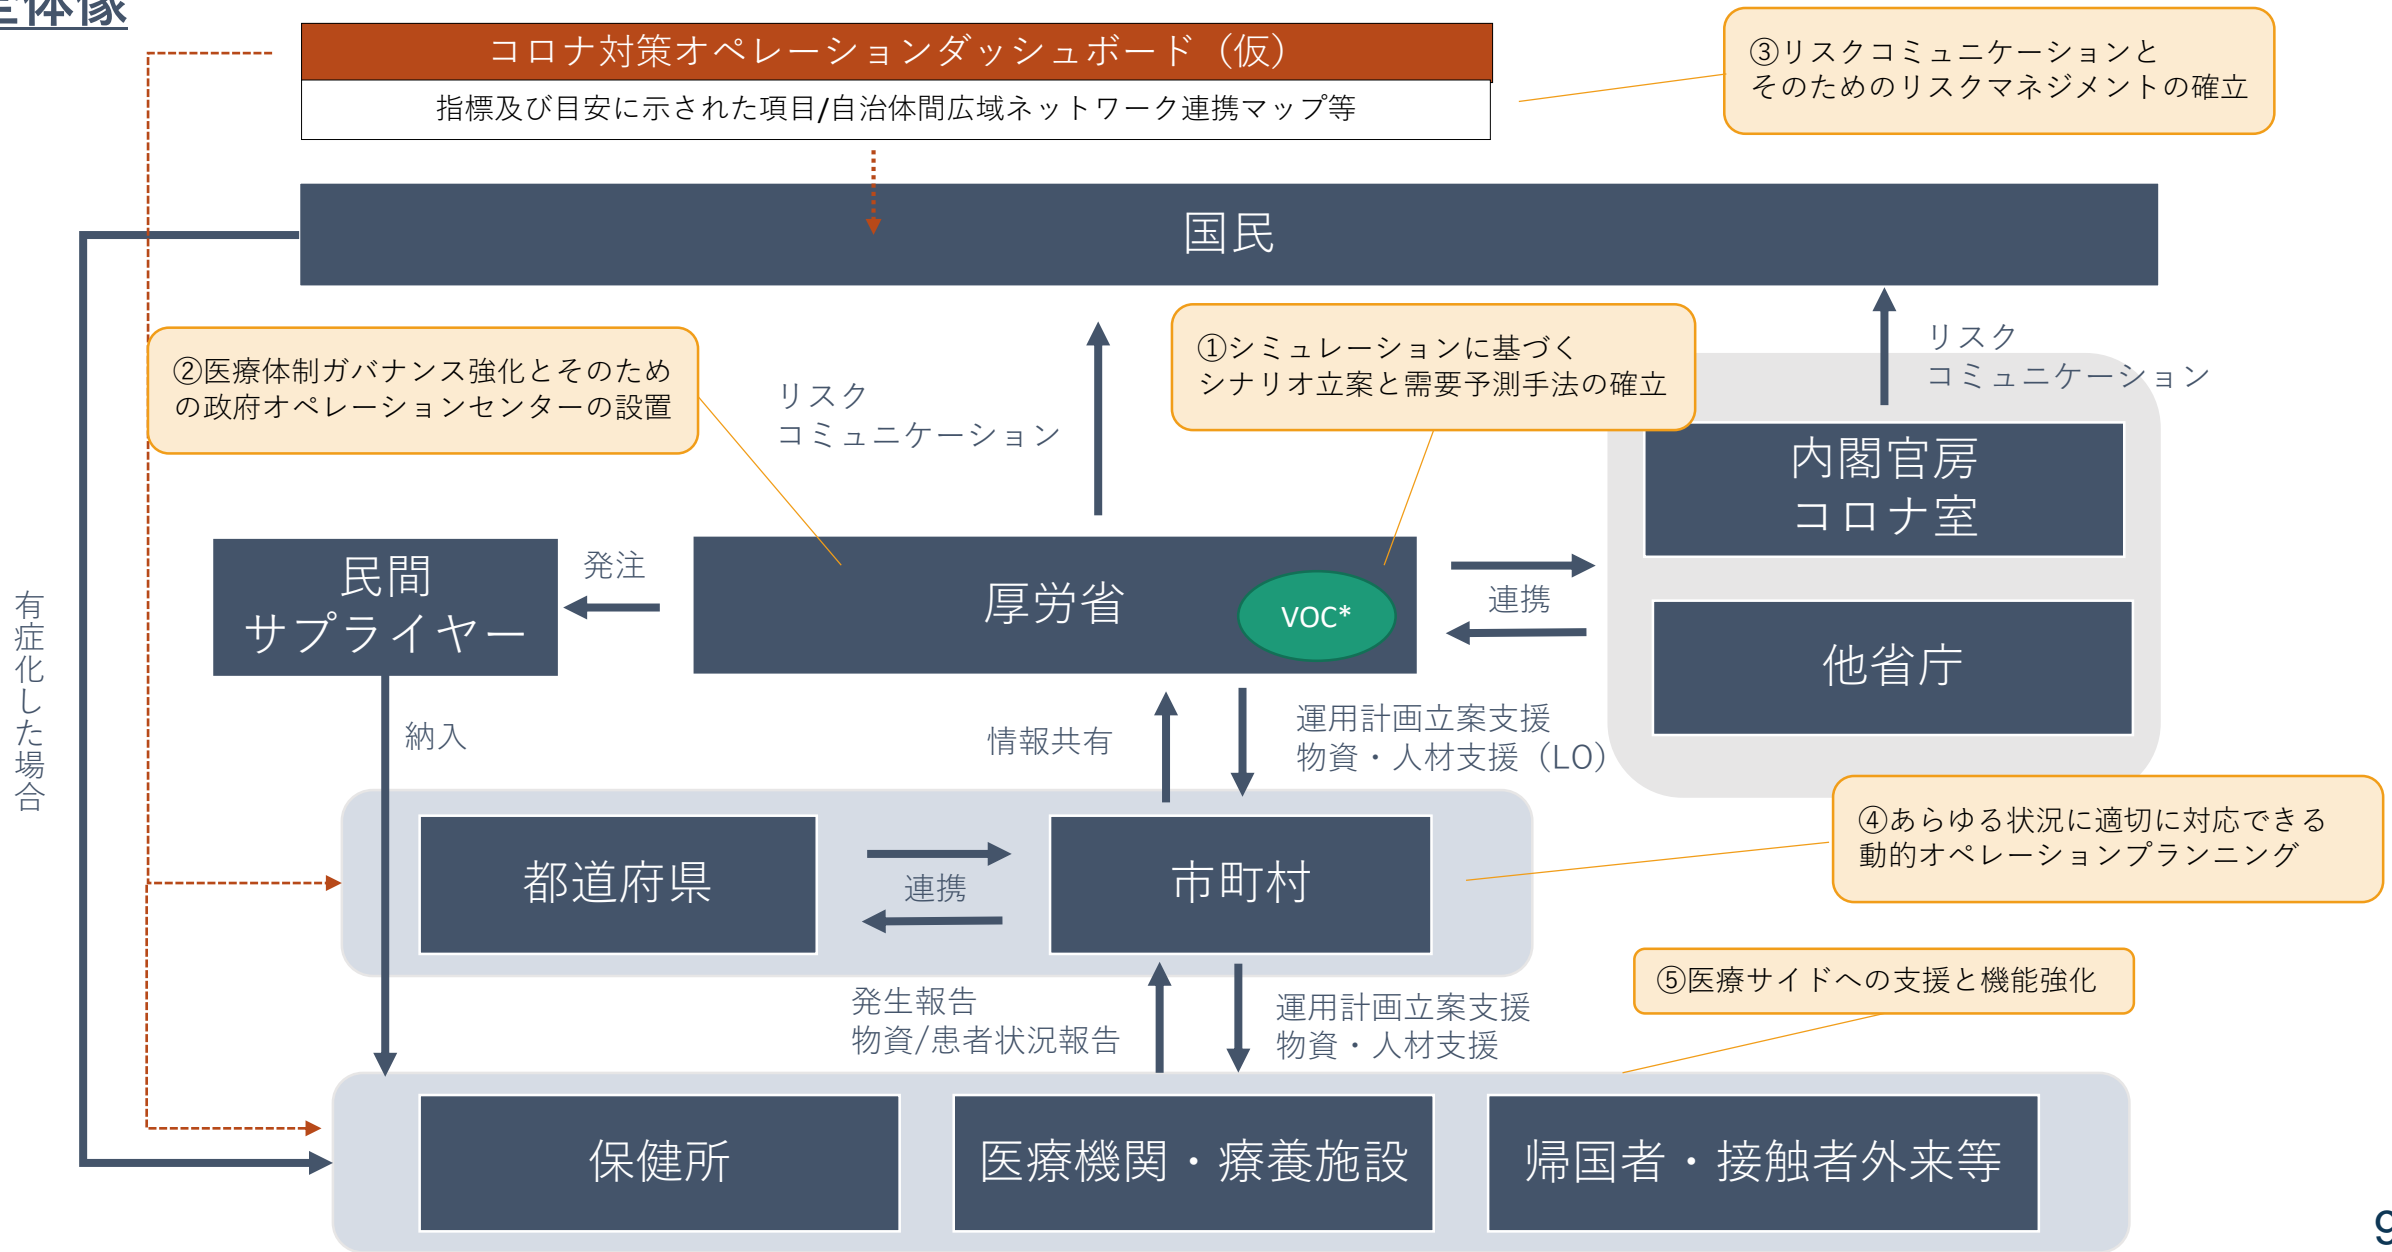 全体像
コロナ対策オペレーションダッシュボード（仮）
指標及び目安に示された項目/自治体間広域ネットワーク連携マップ等
③リスクコミュニケーションと
そのためのリスクマネジメントの確立
国民
②医療体制ガバナンス強化とそのため
の政府オペレーションセンターの設置
リスク
コミュニケーション
①シミュレーションに基づく
シナリオ立案と需要予測手法の確立
リスク
コミュニケーション
内閣官房
コロナ室
民間
サプライヤー
発注
厚労省
VOC*
連携
他省庁
有症化した場合
納入
情報共有
運用計画立案支援
物資・人材支援（LO）
④あらゆる状況に適切に対応できる
動的オペレーションプランニング
都道府県
連携
市町村
⑤医療サイドへの支援と機能強化
発生報告
物資/患者状況報告
運用計画立案支援
物資・人材支援
保健所
医療機関・療養施設
帰国者・接触者外来等
9